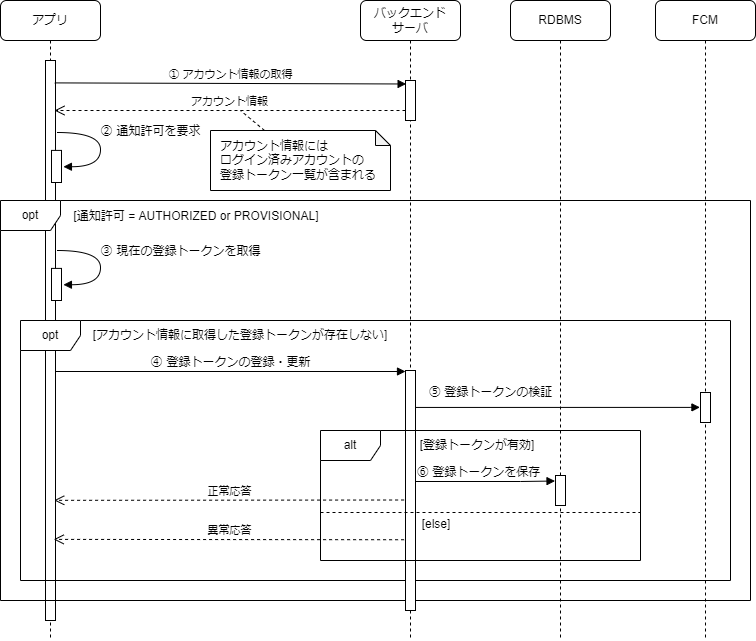 アプリ
バックエンド
サーバ
RDBMS
FCM
① アカウント情報の取得
アカウント情報
② 通知許可を要求
アカウント情報には
ログイン済みアカウントの
登録トークン一覧が含まれる
opt
[通知許可 = AUTHORIZED or PROVISIONAL]
③ 現在の登録トークンを取得
opt
[アカウント情報に取得した登録トークンが存在しない]
④ 登録トークンの登録・更新
⑤ 登録トークンの検証
alt
[登録トークンが有効]
⑥ 登録トークンを保存
正常応答
[else]
異常応答